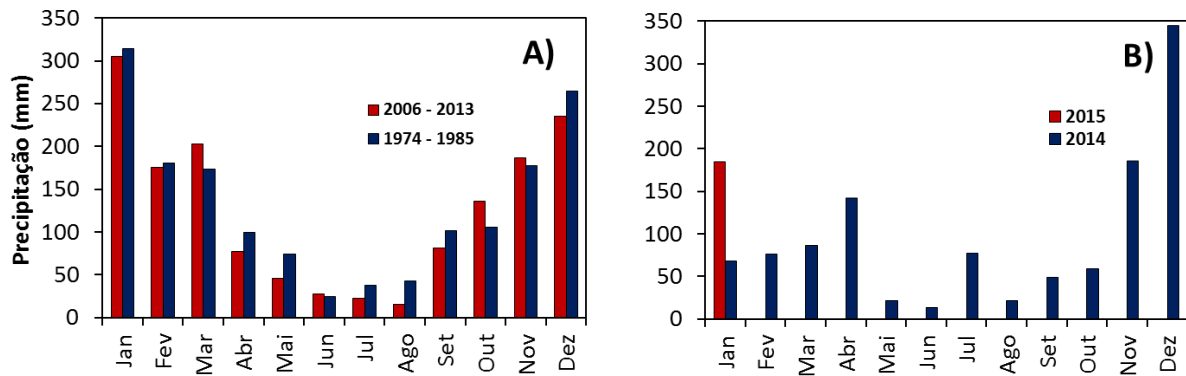 A)
Precipitação (mm)
350
300
250
200
150
100
50
0
2006 - 2013
1974 - 1985
Jan Fev Mar Abr Mai Jun Jul Ago Set Out Nov Dez
B)
350
300
250
200
150
100
50
0
2015
2014
Jan Fev Mar Abr Mai Jun Jul Ago Set Out Nov Dez